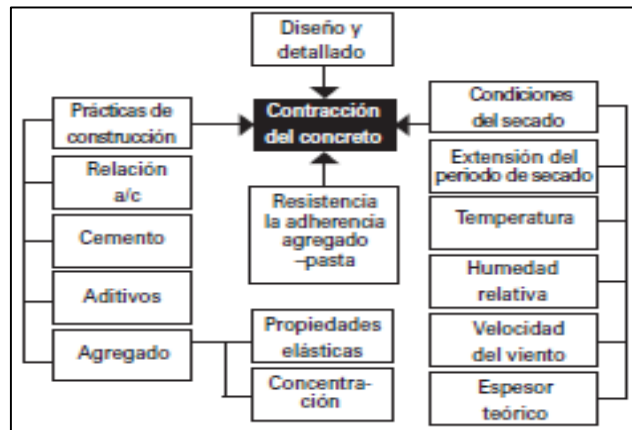 Diseño y
detallado
Prácticas de
construcción
Contracción
del concreto
Condiciones
del secado
Relación
a/c
Resistencia
la adherencia
agregado
–pasta
Extensión del
periodo de secado
Cemento
Temperatura
Aditivos
Humedad
relativa
Agregado
Propiedades
elásticas
Velocidad
del viento
Concentra-
ción
Espesor
teórico